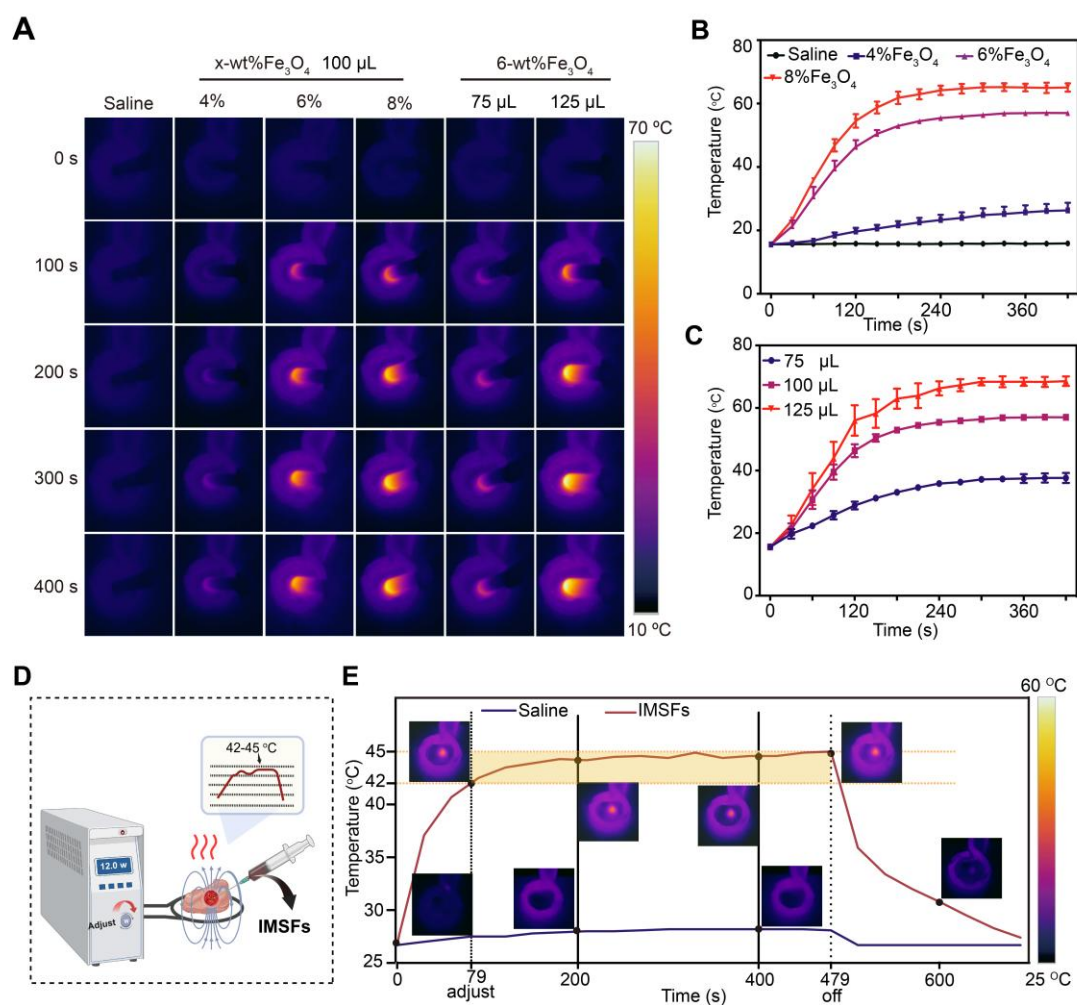 A
x-wt%Fe₃O₄ 100 μL
6-wt%Fe₃O₄
Saline 4% 6% 8% 75 μL 125 μL
0 s
100 s
200 s
300 s
400 s
70 ºC
10 ºC
B
Saline 4%Fe₃O₄ 6%Fe₃O₄
8%Fe₃O₄
Temperature (ºC)
80
60
40
20
0
0 120 240 360
Time (s)
C
75 μL
100 μL
125 μL
Temperature (ºC)
80
60
40
20
0
0 120 240 360
Time (s)
D
42-45 ºC
12.0 w
Adjust
IMSFs
E
Saline IMSFs
60 ºC
Temperature (ºC)
45
42
40
35
30
25
0 79 200 400 479 600
adjust Time (s) off
25 ºC